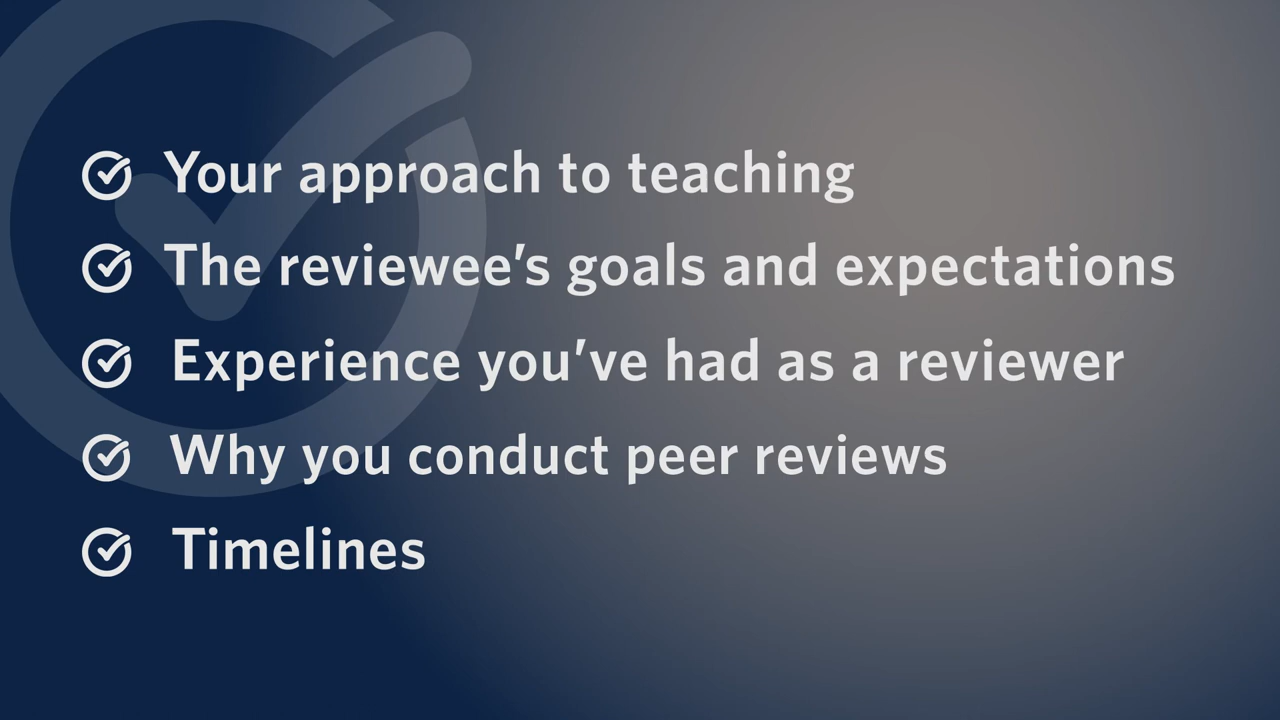 Your approach to teaching
The reviewee’s goals and expectations
Experience you’ve had as a reviewer
Why you conduct peer reviews
Timelines